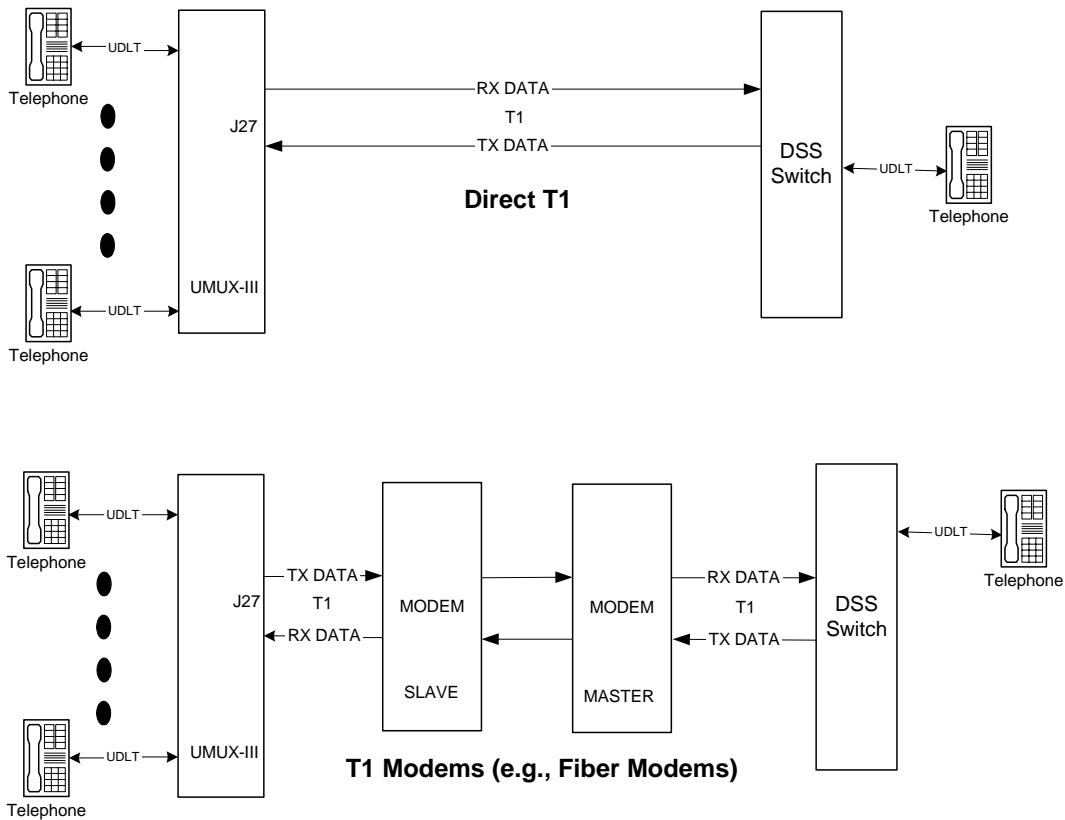 UDLT
Telephone
RX DATA
J27
T1
TX DATA
DSS
Switch
UDLT
Telephone
Direct T1
UMUX-III
UDLT
Telephone
UDLT
Telephone
UDLT
Telephone
TX DATA
RX DATA
J27
T1
MODEM
MODEM
T1
DSS
Switch
RX DATA
TX DATA
SLAVE
MASTER
UDLT
UMUX-III
T1 Modems (e.g., Fiber Modems)
Telephone